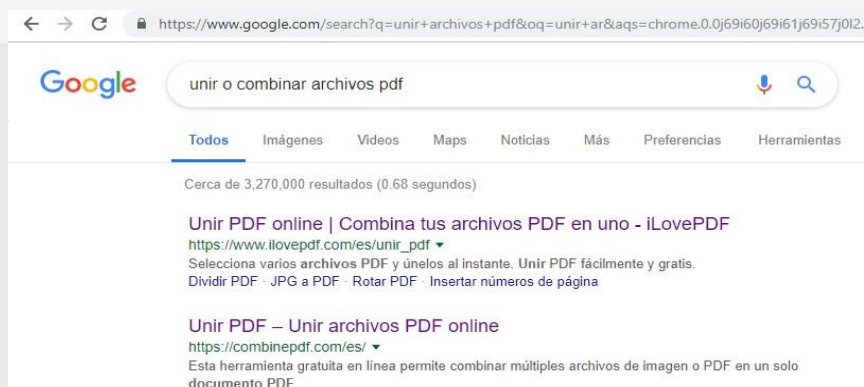 https://www.google.com/search?q=unir+archivos+pdf&oq=unir+ar&aqs=chrome.0.0j69i60j69i61j69i57j0l2.
Google
unir o combinar archivos pdf
Todos Imágenes Videos Maps Noticias Más Preferencias Herramientas
Cerca de 3,270,000 resultados (0.68 segundos)
Unir PDF online | Combina tus archivos PDF en uno - iLovePDF
https://www.ilovepdf.com/es/unir_pdf
Selecciona varios archivos PDF y únelos al instante. Unir PDF fácilmente y gratis.
Dividir PDF · JPG a PDF · Rotar PDF · Insertar números de página
Unir PDF – Unir archivos PDF online
https://combinepdf.com/es/
Esta herramienta gratuita en línea permite combinar múltiples archivos de imagen o PDF en un solo
documento PDF